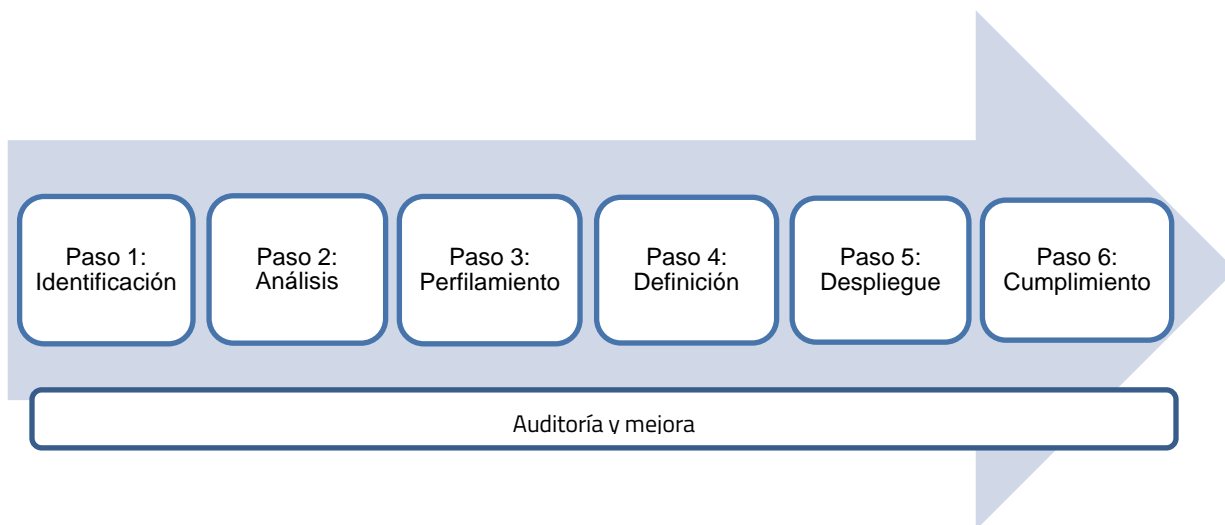 Paso 1:
Identificación
Paso 2:
Análisis
Paso 3:
Perfilamiento
Paso 4:
Definición
Paso 5:
Despliegue
Paso 6:
Cumplimiento
Auditoría y mejora